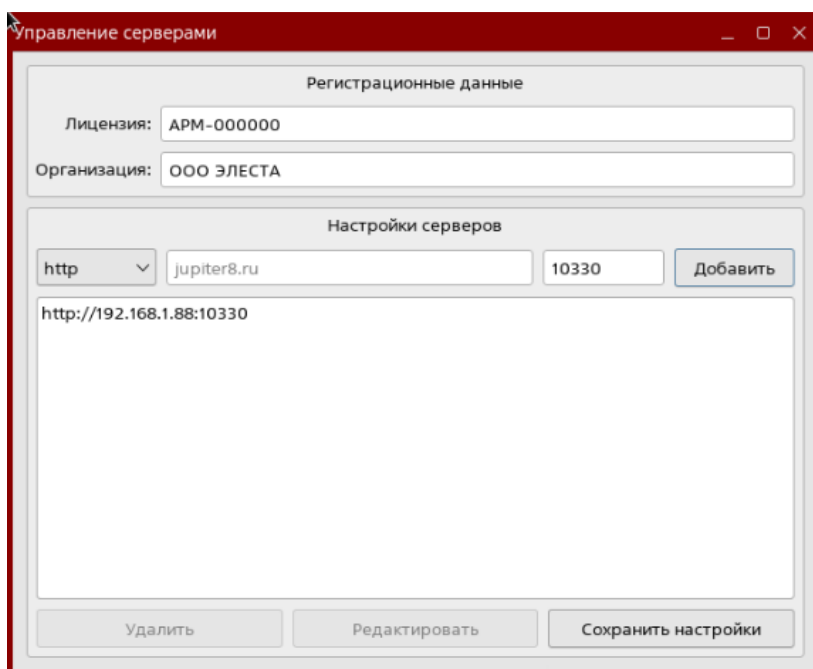 Управление серверами
Регистрационные данные
Лицензия: АРМ-000000
Организация: ООО ЭЛЕСТА
Настройки серверов
http jupiter8.ru 10330 Добавить
http://192.168.1.88:10330
Удалить Редактировать Сохранить настройки